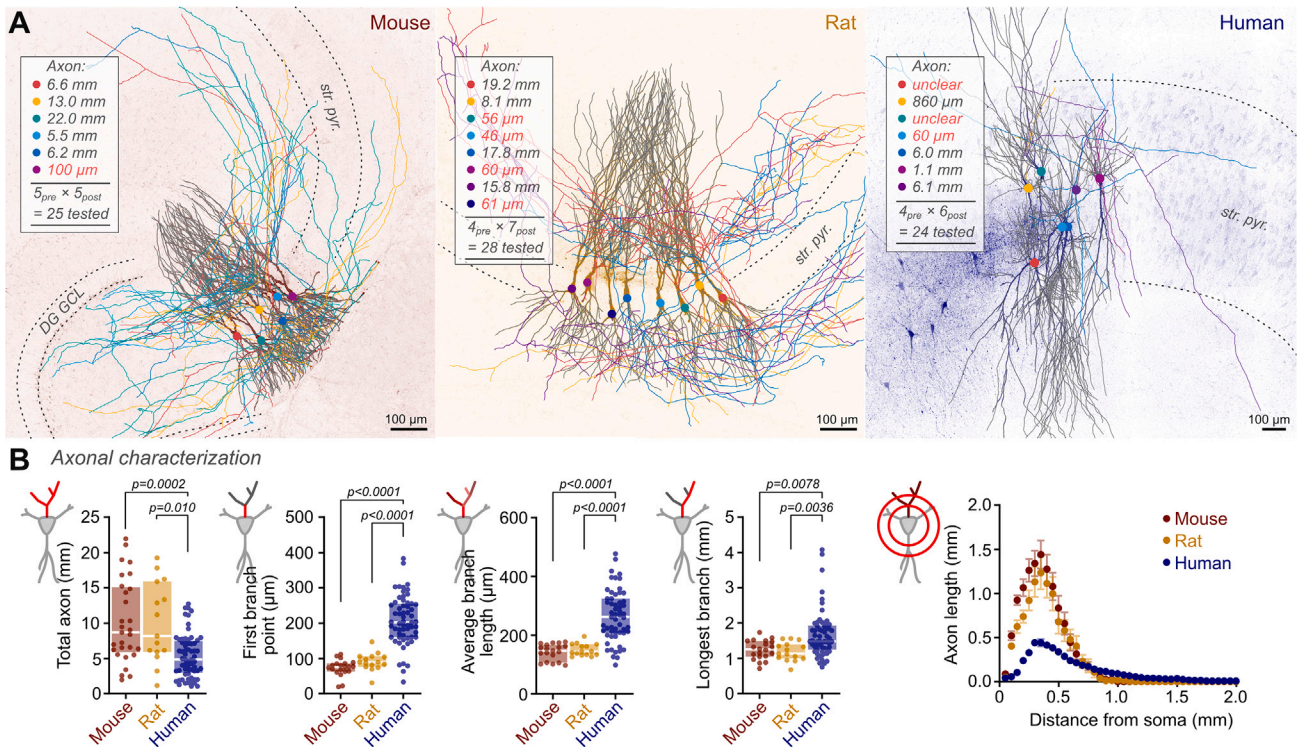 A
Mouse
Axon:
6.6 mm
13.0 mm
22.0 mm
5.5 mm
6.2 mm
100 µm
5pre × 5post
= 25 tested
str. pyr.
DG GCL
100 µm
Rat
Axon:
19.2 mm
8.1 mm
56 µm
46 µm
17.8 mm
60 µm
15.8 mm
61 µm
4pre × 7post
= 28 tested
str. pyr.
100 µm
Human
Axon:
unclear
860 µm
unclear
60 µm
6.0 mm
1.1 mm
6.1 mm
4pre × 6post
= 24 tested
str. pyr.
100 µm
B
Axonal characterization
p=0.0002
p=0.010
Total axon (mm)
25
20
15
10
5
0
Mouse
Rat
Human
p<0.0001
p<0.0001
First branch
point (µm)
500
400
300
200
100
0
Mouse
Rat
Human
p<0.0001
p<0.0001
Average branch
length (µm)
600
400
200
0
Mouse
Rat
Human
p=0.0078
p=0.0036
Longest branch (mm)
5
4
3
2
1
0
Mouse
Rat
Human
Axon length (mm)
2.0
1.5
1.0
0.5
0.0
0
0.5
1.0
1.5
2.0
Distance from soma (mm)
Mouse
Rat
Human